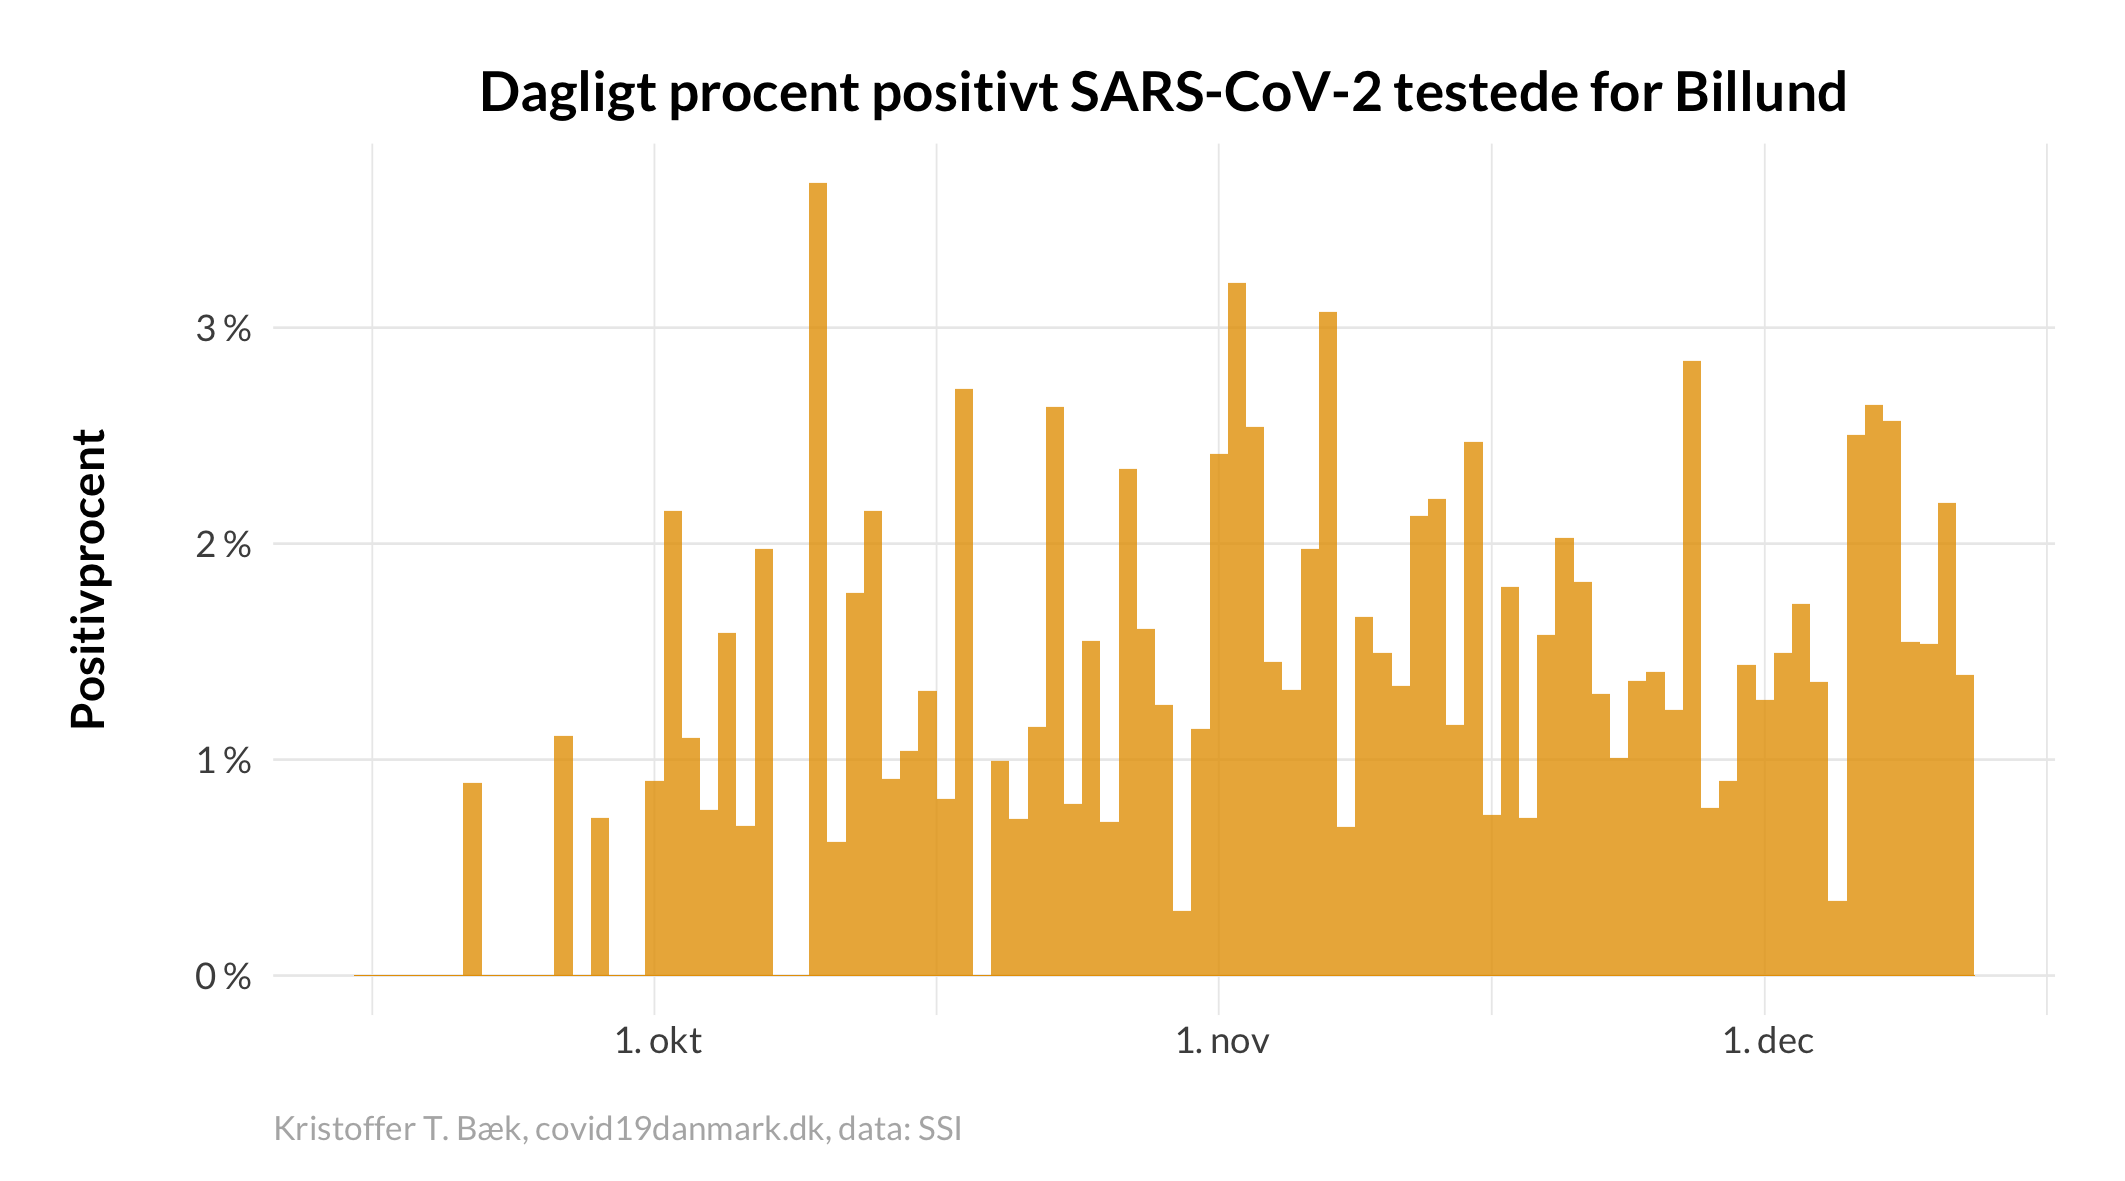 Dagligt procent positivt SARS-CoV-2 testede for Billund
Positivprocent
3 %
2 %
1 %
0 %
1. okt
1. nov
1. dec
Kristoffer T. Bæk, covid19danmark.dk, data: SSI